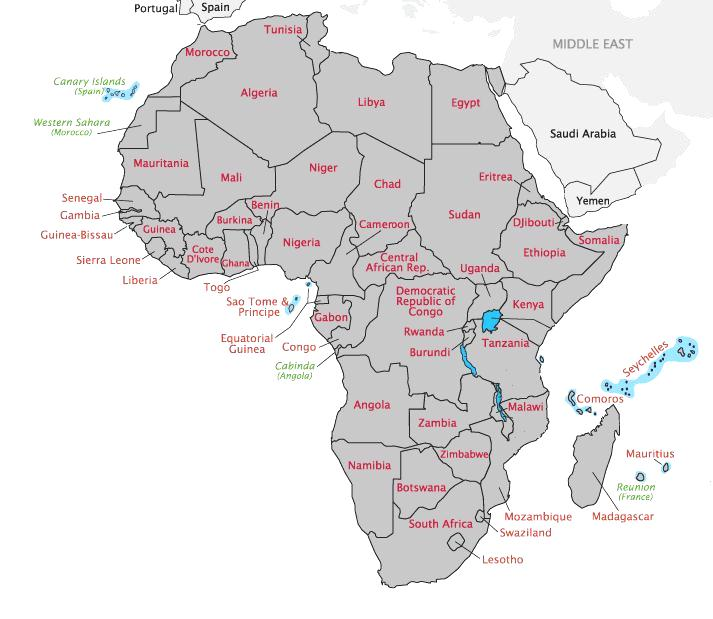 Portugal
Spain
Tunisia
MIDDLE EAST
Morocco
Canary Islands
(Spain)
Algeria
Libya
Egypt
Western Sahara
(Morocco)
Saudi Arabia
Mauritania
Mali
Niger
Chad
Eritrea
Yemen
Senegal
Gambia
Guinea-Bissau
Guinea
Burkina
Benin
Sudan
DJibouti
Nigeria
Cameroon
Somalia
Cote
D'Ivore
Ghana
Ethiopia
Sierra Leone
Central
African Rep.
Uganda
Liberia
Togo
Democratic
Republic of
Congo
Sao Tome &
Principe
Gabon
Kenya
Rwanda
Equatorial
Guinea
Congo
Tanzania
Burundi
Cabinda
(Angola)
Seychelles
Comoros
Angola
Malawi
Zambia
Zimbabwe
Mauritius
Namibia
Botswana
Reunion
(France)
South Africa
Mozambique
Madagascar
Swaziland
Lesotho